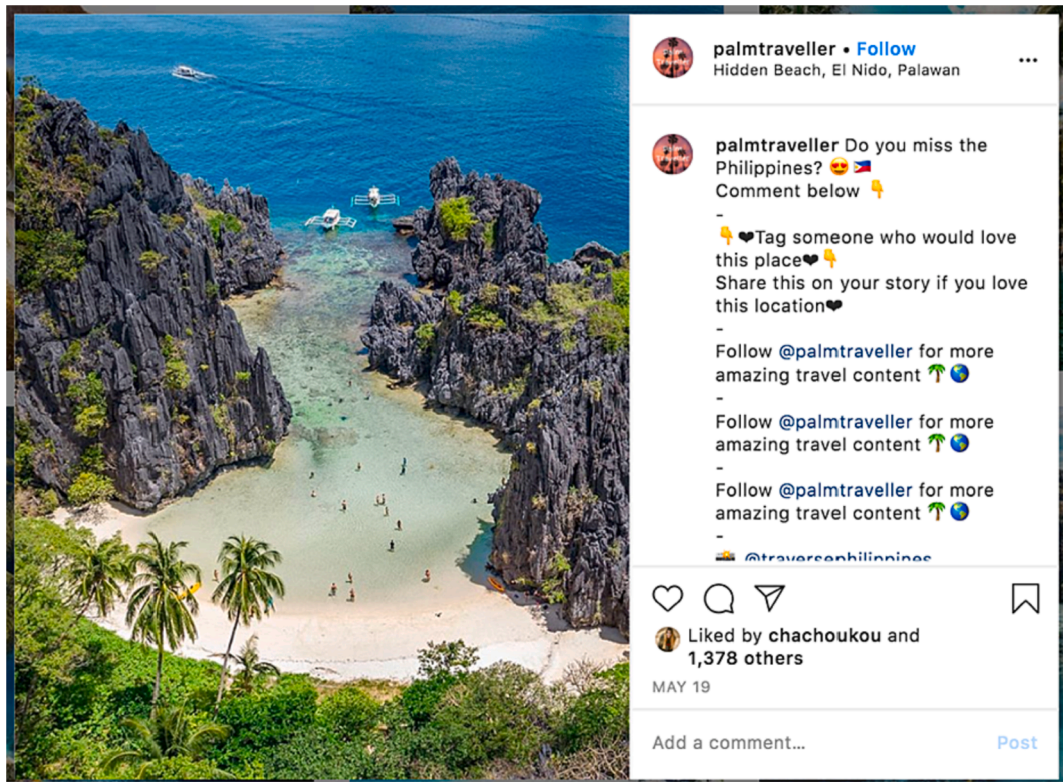 palmtraveller • Follow
Hidden Beach, El Nido, Palawan
palmtraveller Do you miss the
Philippines? 😍 🇵🇭
Comment below 👇
-
👇❤Tag someone who would love
this place❤👇
Share this on your story if you love
this location❤
-
Follow @palmtraveller for more
amazing travel content 🌴🌎
-
Follow @palmtraveller for more
amazing travel content 🌴🌎
-
Follow @palmtraveller for more
amazing travel content 🌴🌎
-
📸 @traversephilippines
Liked by chachoukou and
1,378 others
MAY 19
Add a comment...
Post